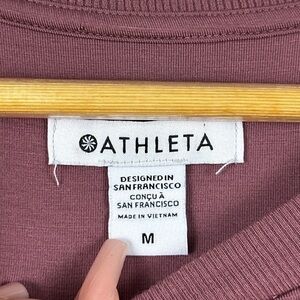 ATHLETA
DESIGNED IN
SAN FRANCISCO
CONÇU À
SAN FRANCISCO
MADE IN VIETNAM
M